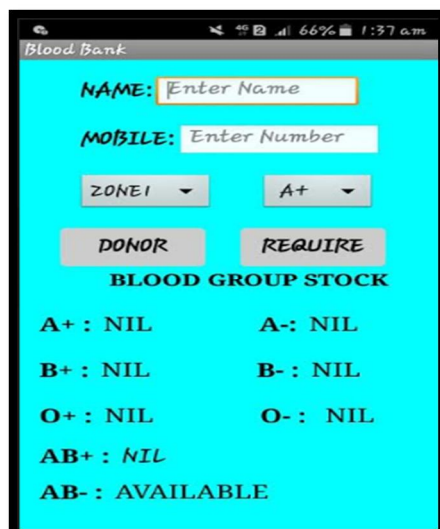 4G 2 66% 1:37 am
Blood Bank
NAME: Enter Name
MOBILE: Enter Number
ZONE1 A+
DONOR REQUIRE
BLOOD GROUP STOCK
A+ : NIL A-: NIL
B+ : NIL B- : NIL
O+ : NIL O- : NIL
AB+ : NIL
AB- : AVAILABLE